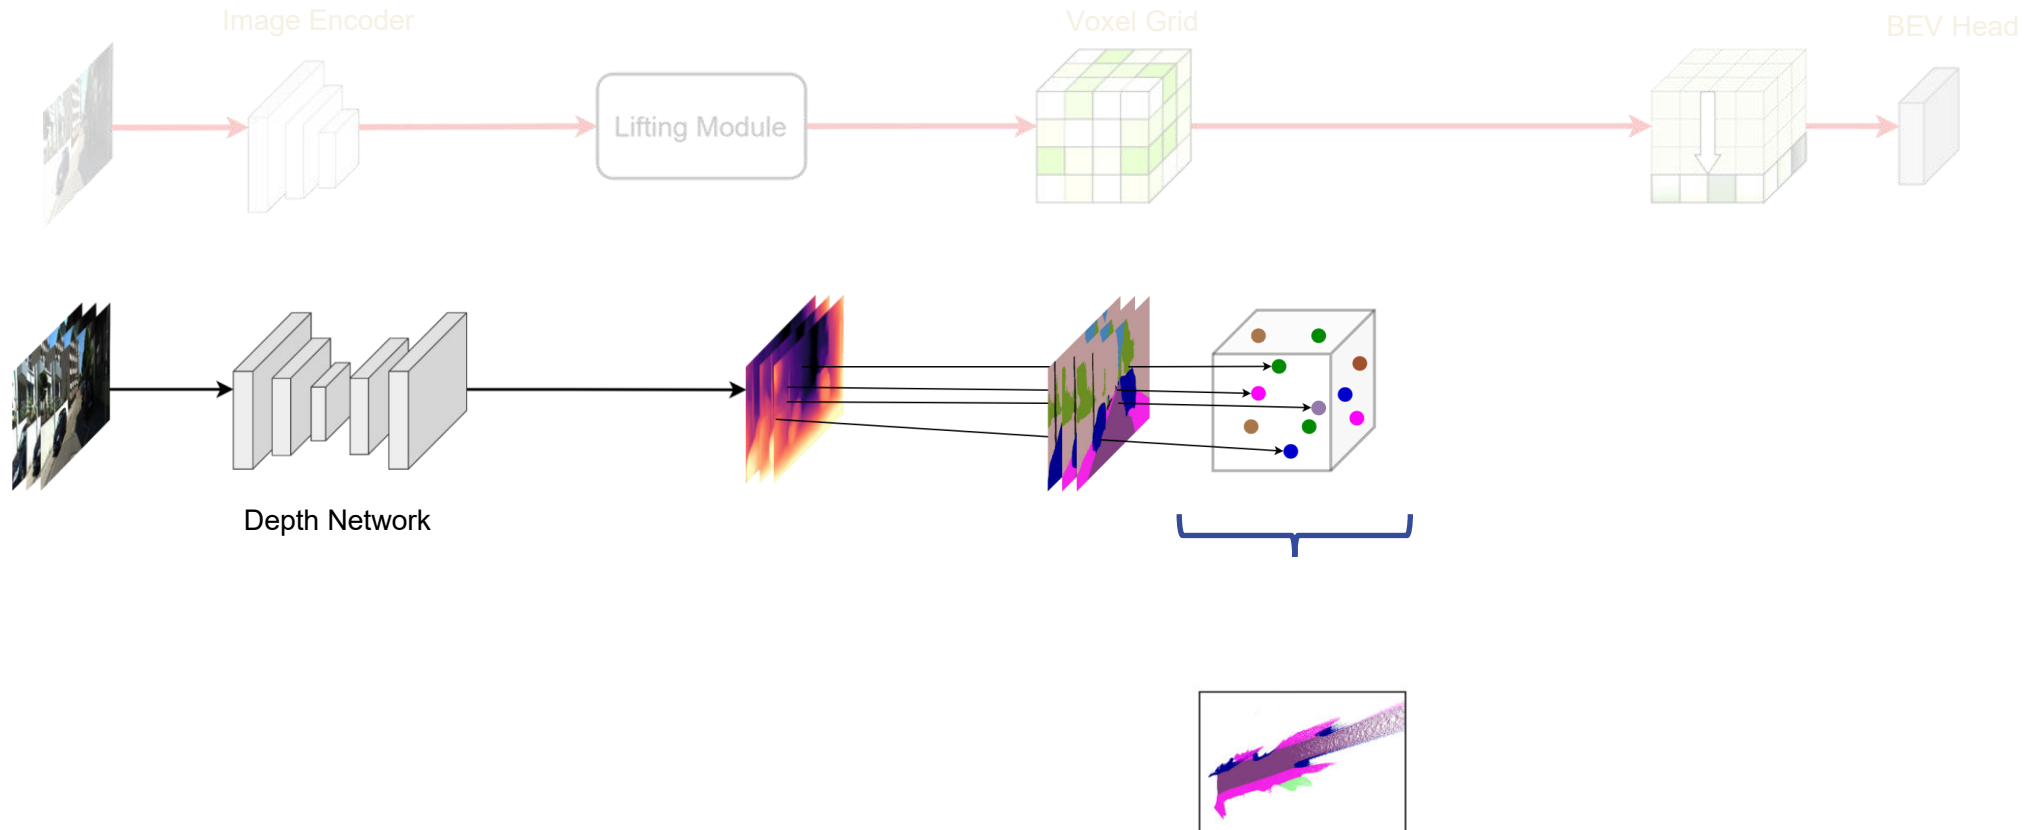 Image Encoder
Voxel Grid
BEV Head
Lifting Module
Depth Network